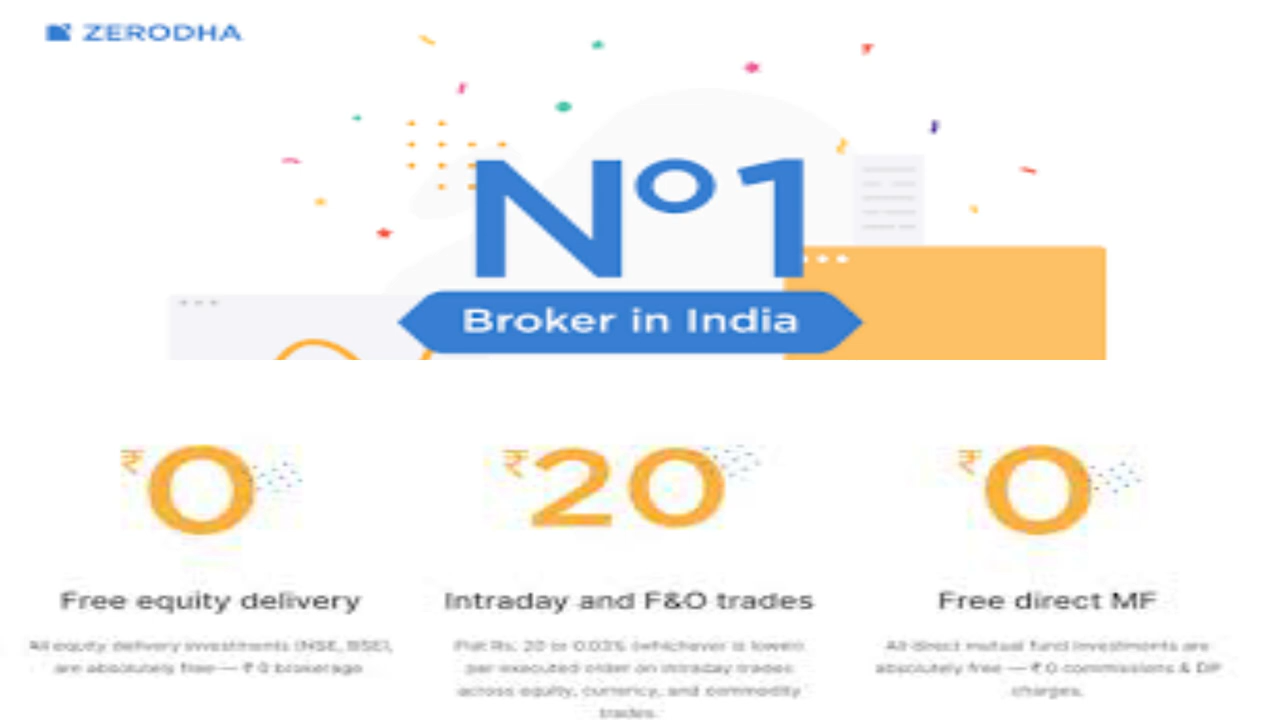 ZERODHA
Nº1
Broker in India
₹0
₹20
₹0
Free equity delivery
Intraday and F&O trades
Free direct MF
All equity delivery investments (NSE, BSE),
are absolutely free — ₹ 0 brokerage.
Flat Rs. 20 or 0.03% (whichever is lower)
per executed order on intraday trades
across equity, currency, and commodity
trades.
All direct mutual fund investments are
absolutely free — ₹ 0 commissions & DP
charges.